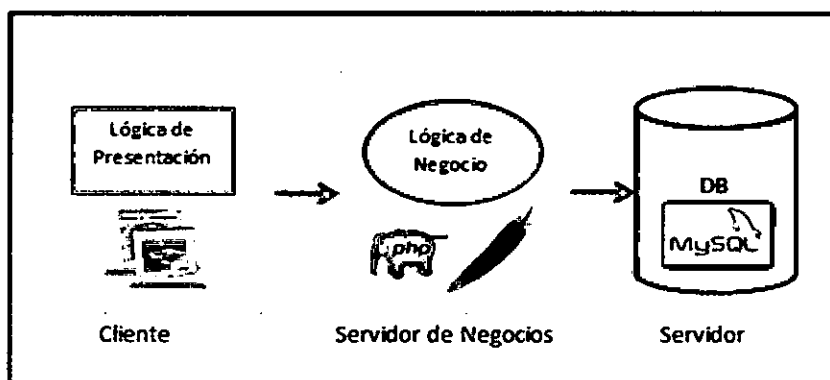 Lógica de
Presentación
Lógica de
Negocio
DB
php
MySQL
Cliente
Servidor de Negocios
Servidor